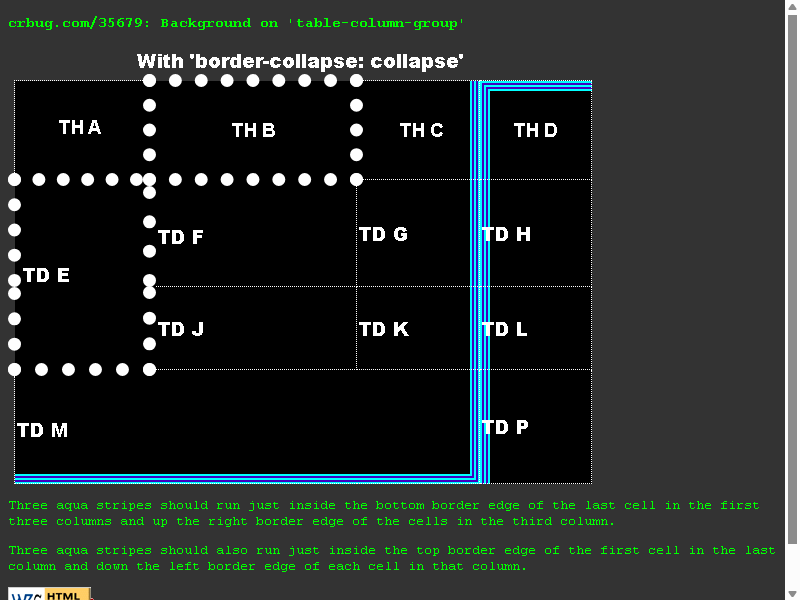 crbug.com/35679: Background on 'table-column-group'
With 'border-collapse: collapse'
TH A
TH B
TH C
TH D
TD E
TD F
TD G
TD H
TD J
TD K
TD L
TD M
TD P
Three aqua stripes should run just inside the bottom border edge of the last cell in the first
three columns and up the right border edge of the cells in the third column.
Three aqua stripes should also run just inside the top border edge of the first cell in the last
column and down the left border edge of each cell in that column.
W3C HTML